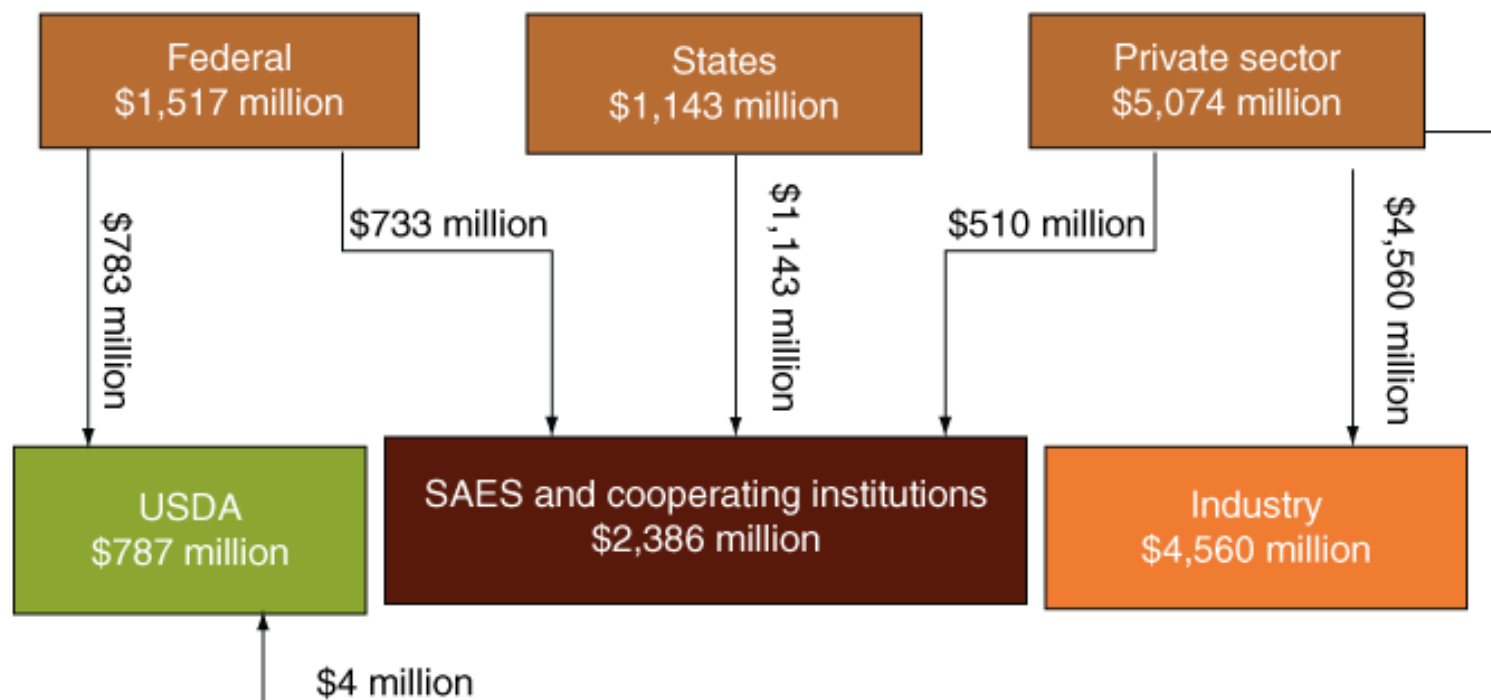 Federal
$1,517 million
States
$1,143 million
Private sector
$5,074 million
$783 million
$733 million
$1,143 million
$510 million
$4,560 million
USDA
$787 million
SAES and cooperating institutions
$2,386 million
Industry
$4,560 million
$4 million